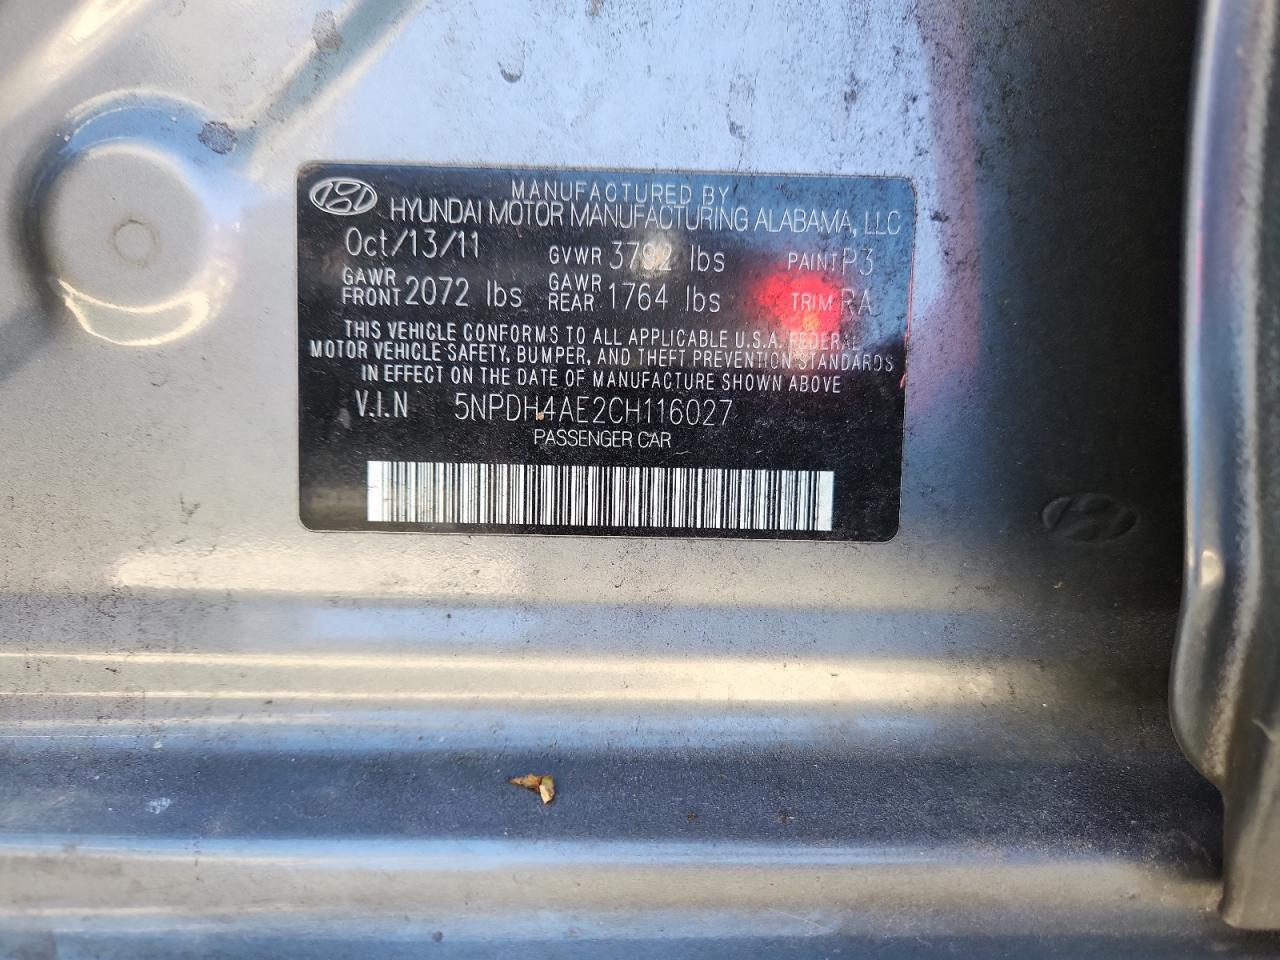 MANUFACTURED BY
HYUNDAI MOTOR MANUFACTURING ALABAMA, LLC
Oct/13/11 GVWR 3792 lbs PAINT P3
GAWR FRONT 2072 lbs GAWR REAR 1764 lbs TRIM RA
THIS VEHICLE CONFORMS TO ALL APPLICABLE U.S.A. FEDERAL
MOTOR VEHICLE SAFETY, BUMPER, AND THEFT PREVENTION STANDARDS
IN EFFECT ON THE DATE OF MANUFACTURE SHOWN ABOVE
V.I.N 5NPDH4AE2CH116027
PASSENGER CAR